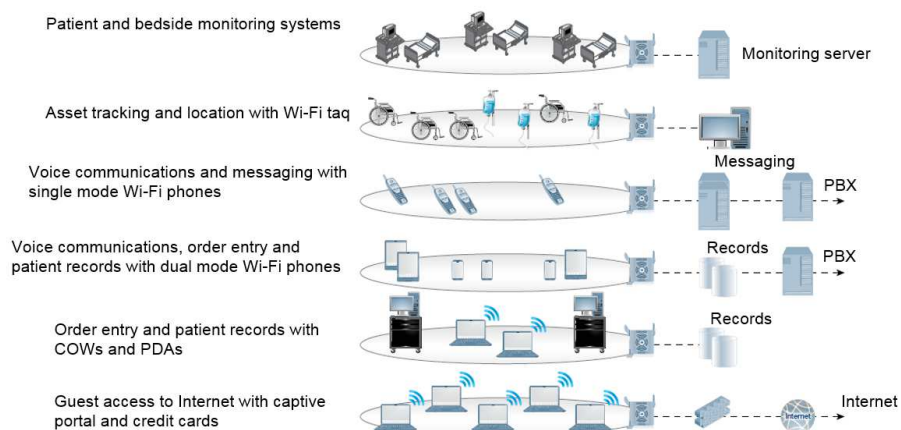 Patient and bedside monitoring systems
Monitoring server
Asset tracking and location with Wi-Fi taq
Voice communications and messaging with
single mode Wi-Fi phones
Messaging
PBX
Voice communications, order entry and
patient records with dual mode Wi-Fi phones
Records
PBX
Order entry and patient records with
COWs and PDAs
Records
Guest access to Internet with captive
portal and credit cards
Internet
Internet